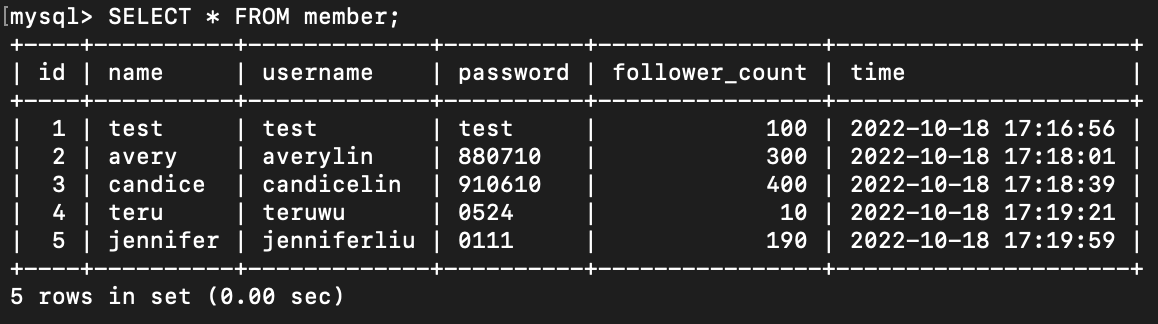 [mysql> SELECT * FROM member;
+----+----------+-------------+----------+----------------+---------------------+
| id | name     | username    | password | follower_count | time                |
+----+----------+-------------+----------+----------------+---------------------+
|  1 | test     | test        | test     |            100 | 2022-10-18 17:16:56 |
|  2 | avery    | averylin    | 880710   |            300 | 2022-10-18 17:18:01 |
|  3 | candice  | candicelin  | 910610   |            400 | 2022-10-18 17:18:39 |
|  4 | teru     | teruwu      | 0524     |             10 | 2022-10-18 17:19:21 |
|  5 | jennifer | jenniferliu | 0111     |            190 | 2022-10-18 17:19:59 |
+----+----------+-------------+----------+----------------+---------------------+
5 rows in set (0.00 sec)